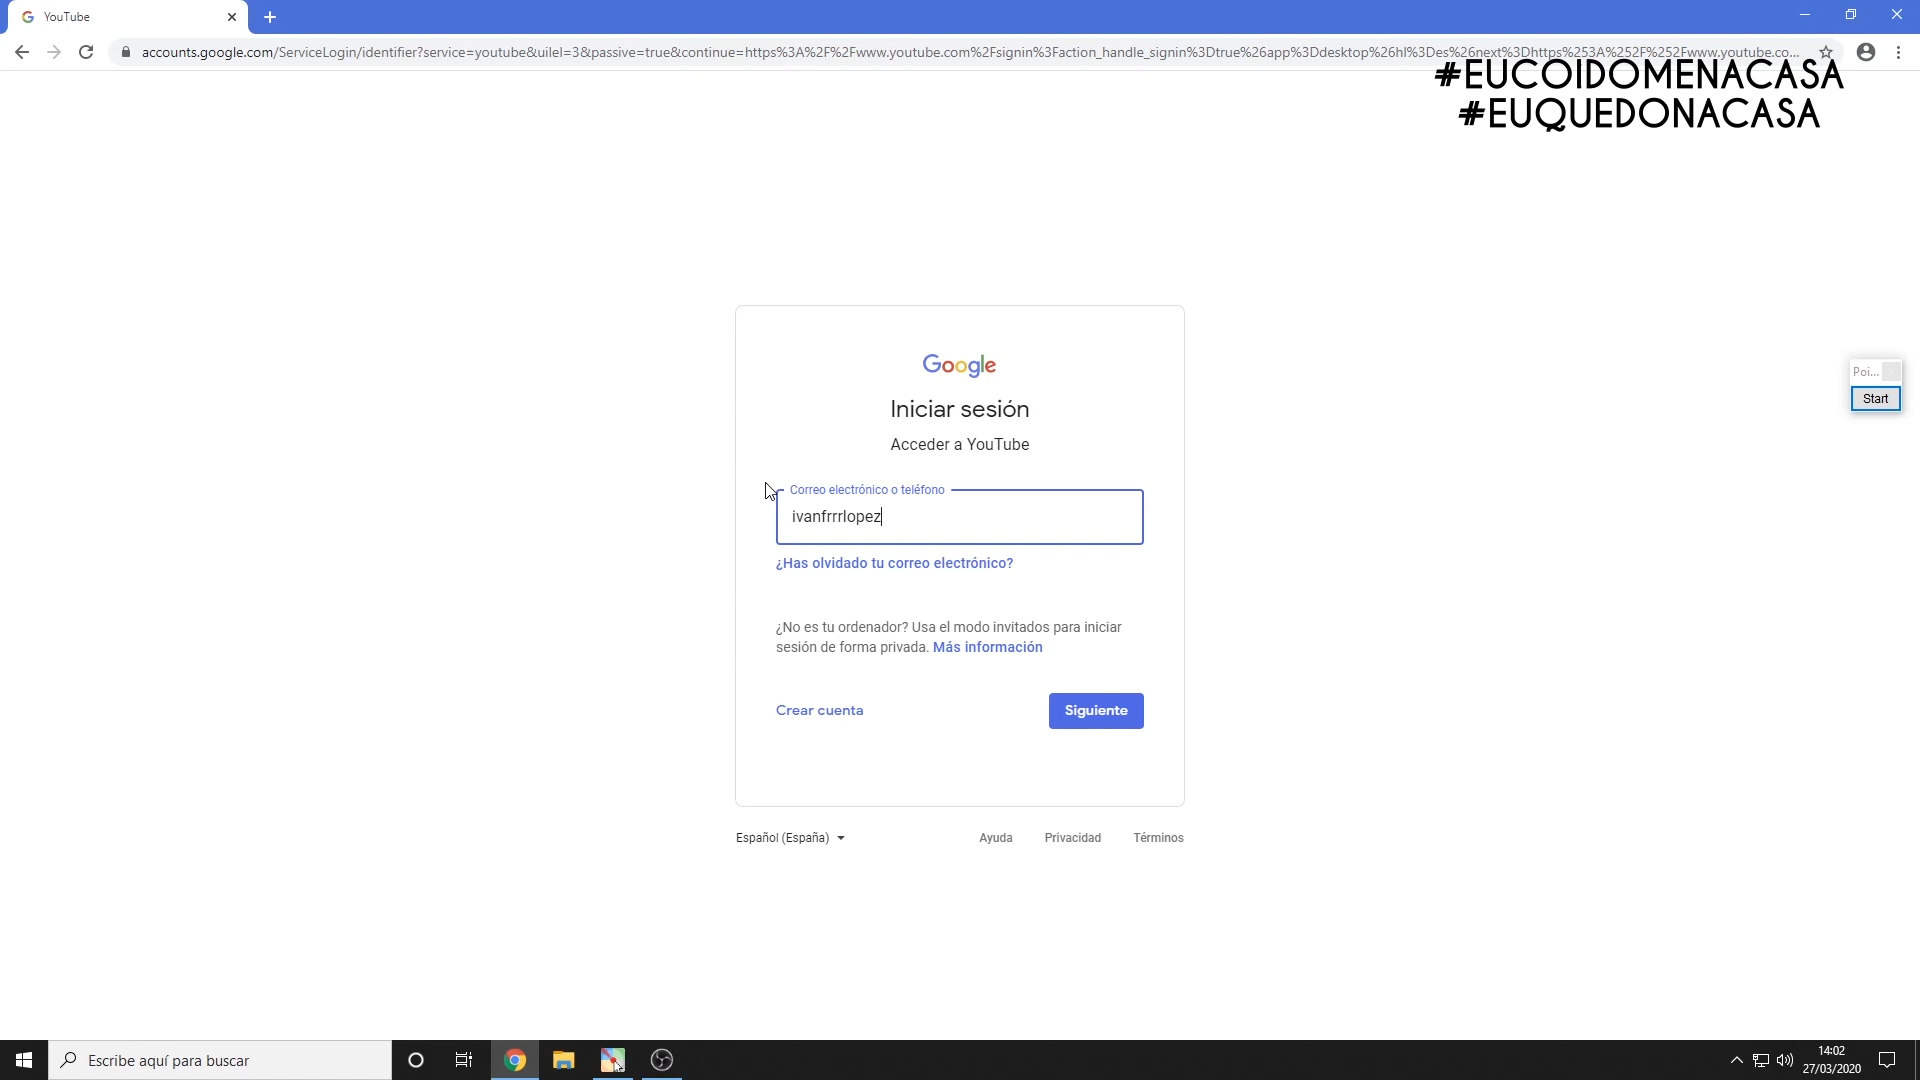 YouTube
accounts.google.com/ServiceLogin/identifier?service=youtube&uilel=3&passive=true&continue=https%3A%2F%2Fwww.youtube.com%2Fsignin%3Faction_handle_signin%3Dtrue%26app%3Ddesktop%26hl%3Des%26next%3Dhttps%253A%252F%252Fwww.youtube.co...
#EUCOIDOMENACASA
#EUQUEDONACASA
Poi...
Start
Google
Iniciar sesión
Acceder a YouTube
Correo electrónico o teléfono
ivanfrrrlopez
¿Has olvidado tu correo electrónico?
¿No es tu ordenador? Usa el modo invitados para iniciar
sesión de forma privada. Más información
Crear cuenta
Siguiente
Español (España)
Ayuda
Privacidad
Términos
Escribe aquí para buscar
14:02
27/03/2020